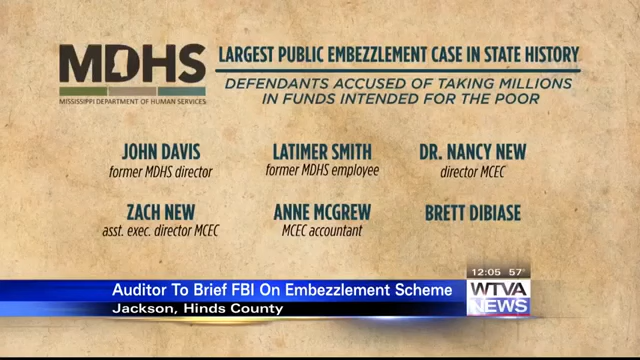 MDHS
MISSISSIPPI DEPARTMENT OF HUMAN SERVICES
LARGEST PUBLIC EMBEZZLEMENT CASE IN STATE HISTORY
DEFENDANTS ACCUSED OF TAKING MILLIONS
IN FUNDS INTENDED FOR THE POOR
JOHN DAVIS
former MDHS director
LATIMER SMITH
former MDHS employee
DR. NANCY NEW
director MCEC
ZACH NEW
asst. exec. director MCEC
ANNE MCGREW
MCEC accountant
BRETT DIBIASE
Auditor To Brief FBI On Embezzlement Scheme
Jackson, Hinds County
12:05 57°
WTVA
NEWS